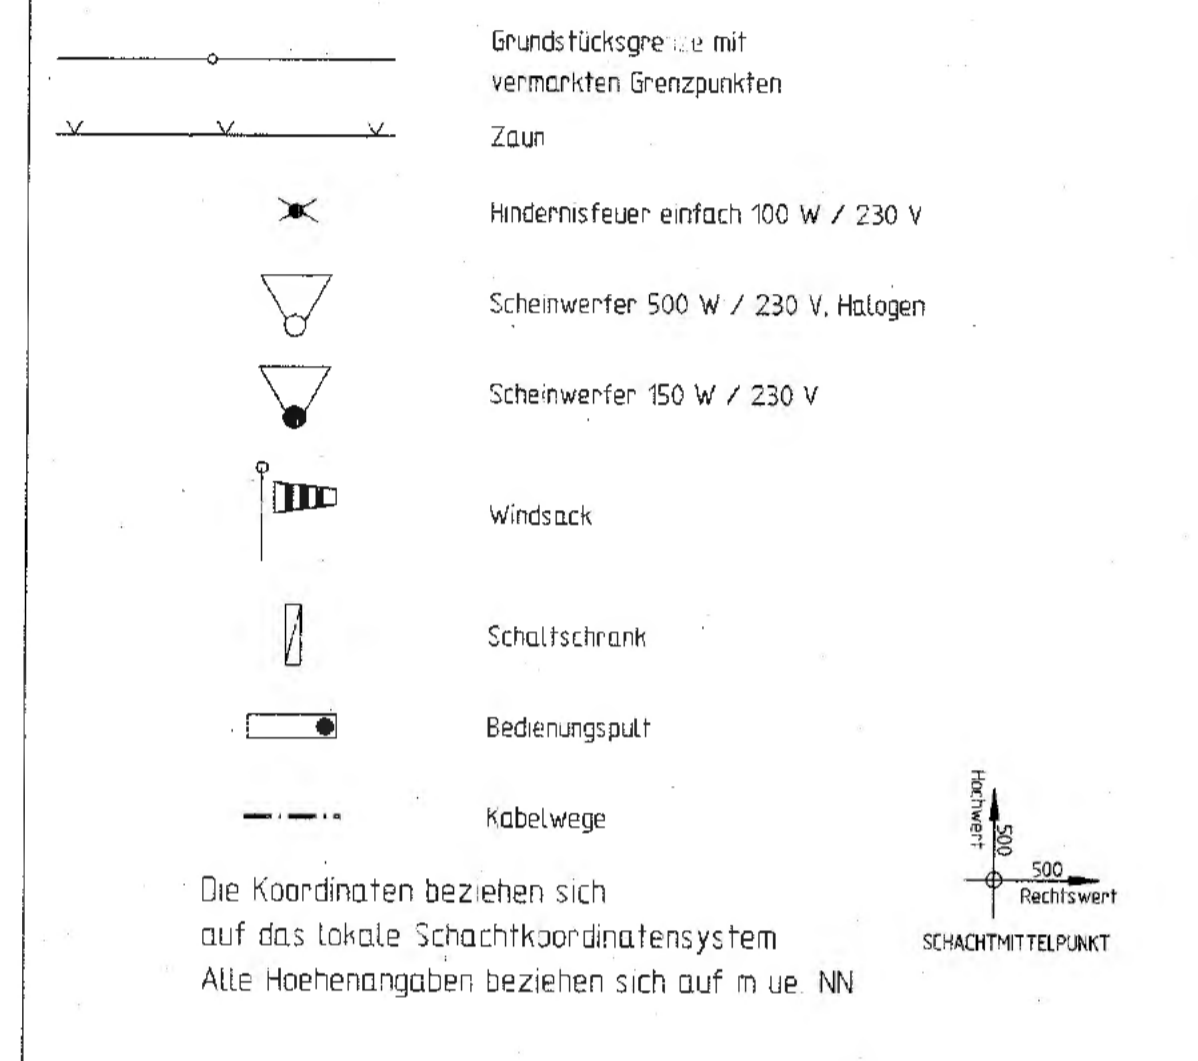 Grundstücksgrenze mit
vermarkten Grenzpunkten
Zaun
Hindernisfeuer einfach 100 W / 230 V
Scheinwerfer 500 W / 230 V, Halogen
Scheinwerfer 150 W / 230 V
Windsack
Schaltschrank
Bedienungspult
Kabelwege
Die Koordinaten beziehen sich
auf das lokale Schachtkoordinatensystem
Alle Hoehenangaben beziehen sich auf m ue. NN
Hochwert
500
500
Rechtswert
SCHACHTMITTELPUNKT